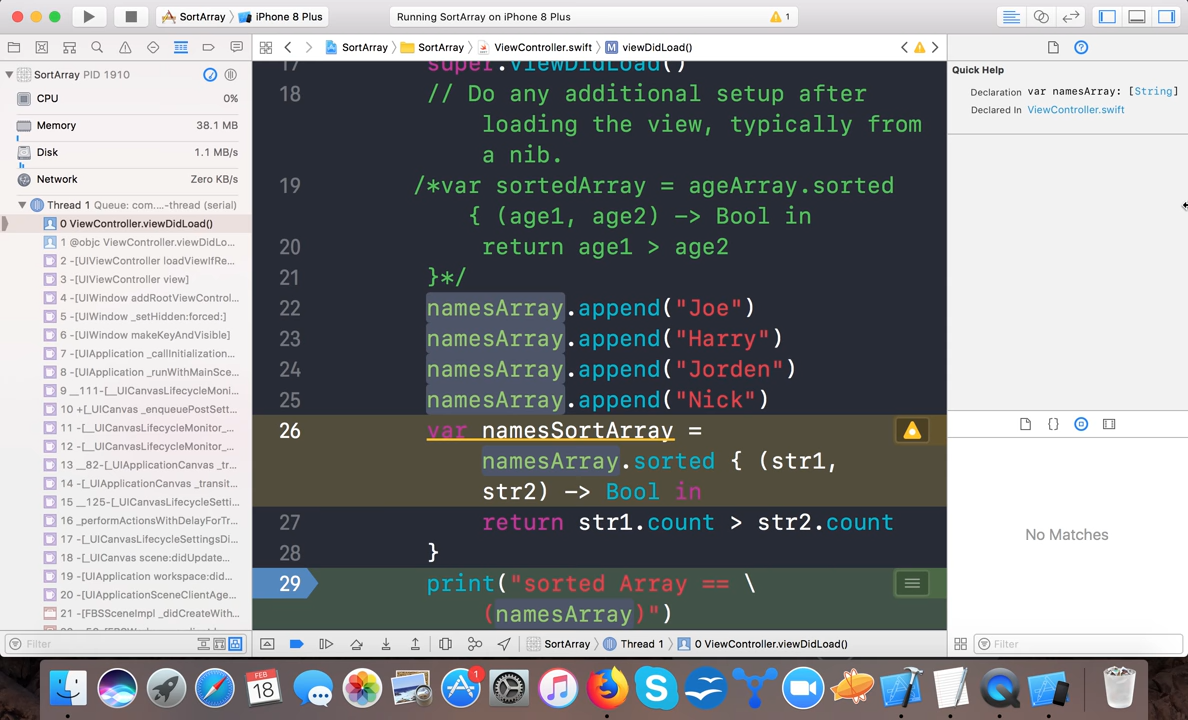 SortArray
iPhone 8 Plus
Running SortArray on iPhone 8 Plus
1
SortArray
SortArray
ViewController.swift
M
viewDidLoad()
SortArray PID 1910
CPU 0%
Memory 38.1 MB
Disk 1.1 MB/s
Network Zero KB/s
Thread 1 Queue: com....-thread (serial)
0 ViewController.viewDidLoad()
1 @objc ViewController.viewDidLo...
2 -[UIViewController loadViewIfRe...
3 -[UIViewController view]
4 -[UIWindow addRootViewControl...
5 -[UIWindow _setHidden:forced:]
6 -[UIWindow makeKeyAndVisible]
7 -[UIApplication _callInitialization...
8 -[UIApplication _runWithMainSce...
9 __111-[__UICanvasLifecycleMoni...
10 +[_UICanvas _enqueuePostSett...
11 -[__UICanvasLifecycleMonitor_...
12 -[__UICanvasLifecycleMonitor_...
13 __82-[_UIApplicationCanvas _tr...
14 -[_UIApplicationCanvas _transit...
15 __125-[_UICanvasLifecycleSetti...
16 _performActionsWithDelayForTr...
17 -[_UICanvasLifecycleSettingsDi...
18 -[_UICanvas scene:didUpdate...
19 -[UIApplication workspace:did...
20 -[UIApplicationSceneClientAge...
21 -[FBSSceneImpl _didCreateWith...
Filter
17 super.viewDidLoad()
18 // Do any additional setup after
loading the view, typically from
a nib.
19 /*var sortedArray = ageArray.sorted
{ (age1, age2) -> Bool in
20 return age1 > age2
21 }*/
22 namesArray.append("Joe")
23 namesArray.append("Harry")
24 namesArray.append("Jorden")
25 namesArray.append("Nick")
26 var namesSortArray =
namesArray.sorted { (str1,
str2) -> Bool in
27 return str1.count > str2.count
28 }
29 print("sorted Array == \
(namesArray)")
SortArray
Thread 1
0 ViewController.viewDidLoad()
Quick Help
Declaration var namesArray: [String]
Declared In ViewController.swift
{}
No Matches
Filter
FEB
18
1